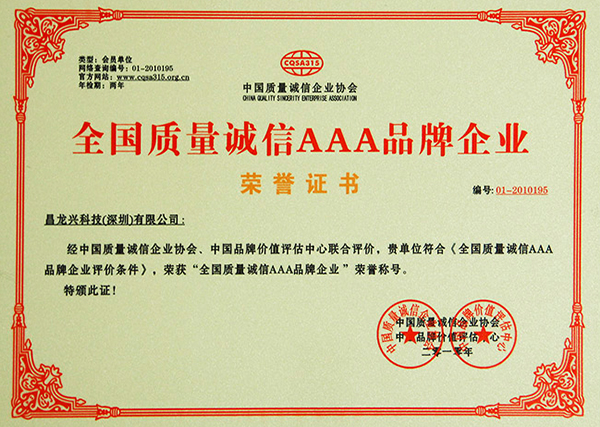 类型：会员单位
网络查询编号：01-2010195
官方网站：www.cqsa315.org.cn
年检期：两年
CQSA315
中国质量诚信企业协会
CHINA QUALITY SINCERITY ENTERPRISE ASSOCIATION
全国质量诚信AAA品牌企业
荣誉证书
编号：01-2010195
昌龙兴科技(深圳)有限公司：
经中国质量诚信企业协会、中国品牌价值评估中心联合评价，贵单位符合《全国质量诚信AAA
品牌企业评价条件》，荣获“全国质量诚信AAA品牌企业”荣誉称号。
特颁此证！
中国质量诚信企业协会
中国品牌价值评估中心
二零一零年